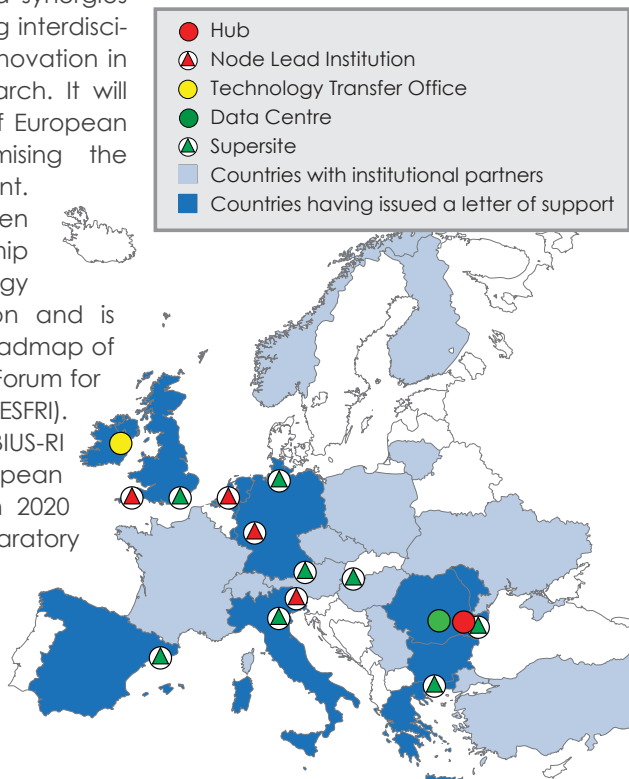 d synergies
g interdisci-
novation in
arch. It will
f European
mising the
nt.
en
hip
gy
on and is
admap of
Forum for
ESFRI).
BIUS-RI
pean
n 2020
aratory
Hub
Node Lead Institution
Technology Transfer Office
Data Centre
Supersite
Countries with institutional partners
Countries having issued a letter of support